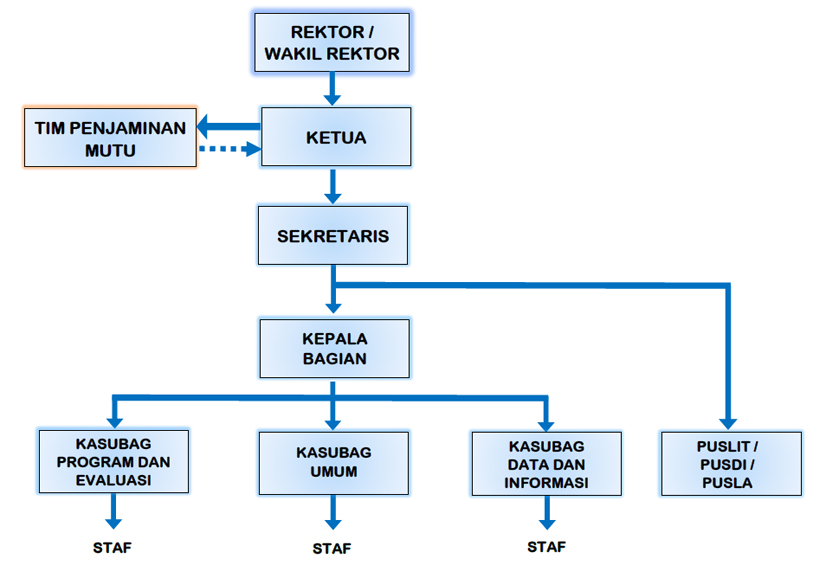 REKTOR /
WAKIL REKTOR
TIM PENJAMINAN
MUTU
KETUA
SEKRETARIS
KEPALA
BAGIAN
KASUBAG
PROGRAM DAN
EVALUASI
KASUBAG
UMUM
KASUBAG
DATA DAN
INFORMASI
PUSLIT /
PUSDI /
PUSLA
STAF
STAF
STAF